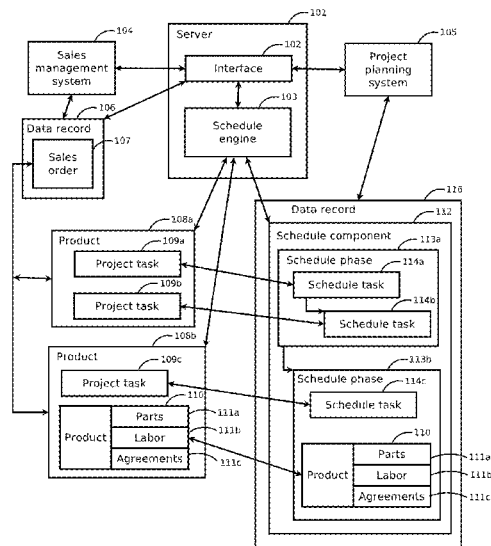 101
Server
104
Sales
management
system
102
Interface
105
Project
planning
system
106
Data record
107
Sales
order
103
Schedule
engine
116
Data record
112
Schedule component
113a
Schedule phase
114a
Schedule task
114b
Schedule task
108a
Product
109a
Project task
109b
Project task
108b
Product
109c
Project task
110
Product
Parts
Labor
Agreements
111a
111b
111c
113b
Schedule phase
114c
Schedule task
110
Product
Parts
Labor
Agreements
111a
111b
111c